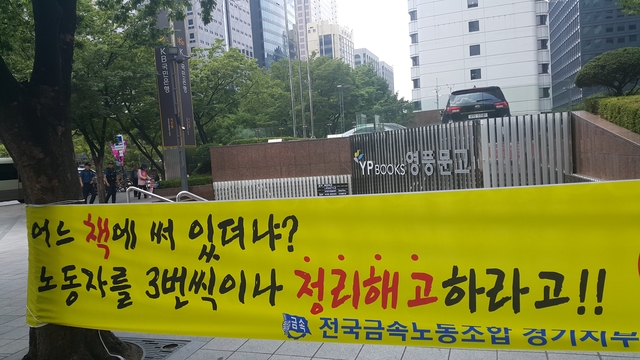 KB국민은행
YP BOOKS 영풍문고
어느 책에 써 있더냐?
노동자를 3번씩이나 정리해고하라고!!
금속 전국금속노동조합 경기지부